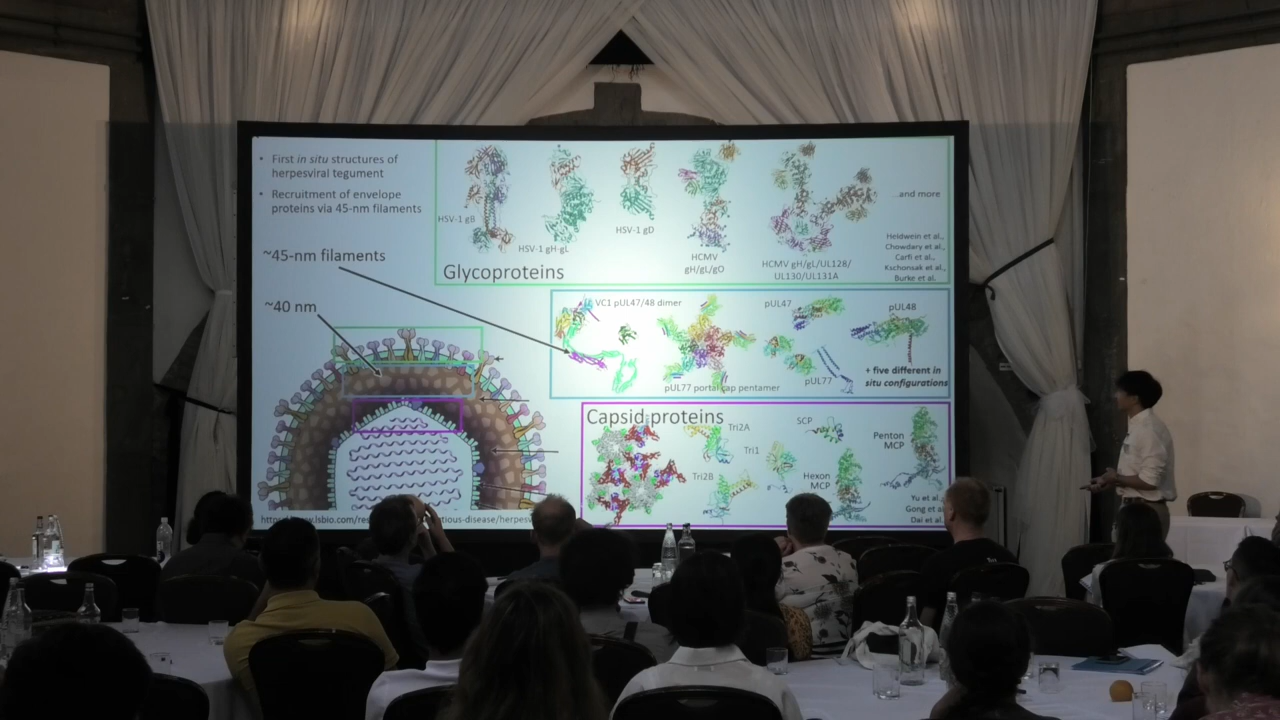 • First in situ structures of
herpesviral tegument
• Recruitment of envelope
proteins via 45-nm filaments
~45-nm filaments
~40 nm
HSV-1 gB
HSV-1 gH-gL
HSV-1 gD
HCMV
gH/gL/gO
HCMV gH/gL/UL128/
UL130/UL131A
...and more
Heldwein et al.,
Chowdary et al.,
Carfi et al.,
Kschonsak et al.,
Burke et al.
Glycoproteins
VC1 pUL47/48 dimer
pUL77 portal cap pentamer
pUL47
pUL77
pUL48
+ five different in
situ configurations
Capsid proteins
Tri2A
Tri1
Tri2B
SCP
Hexon
MCP
Penton
MCP
Yu et al.,
Gong et al
Dai et al.